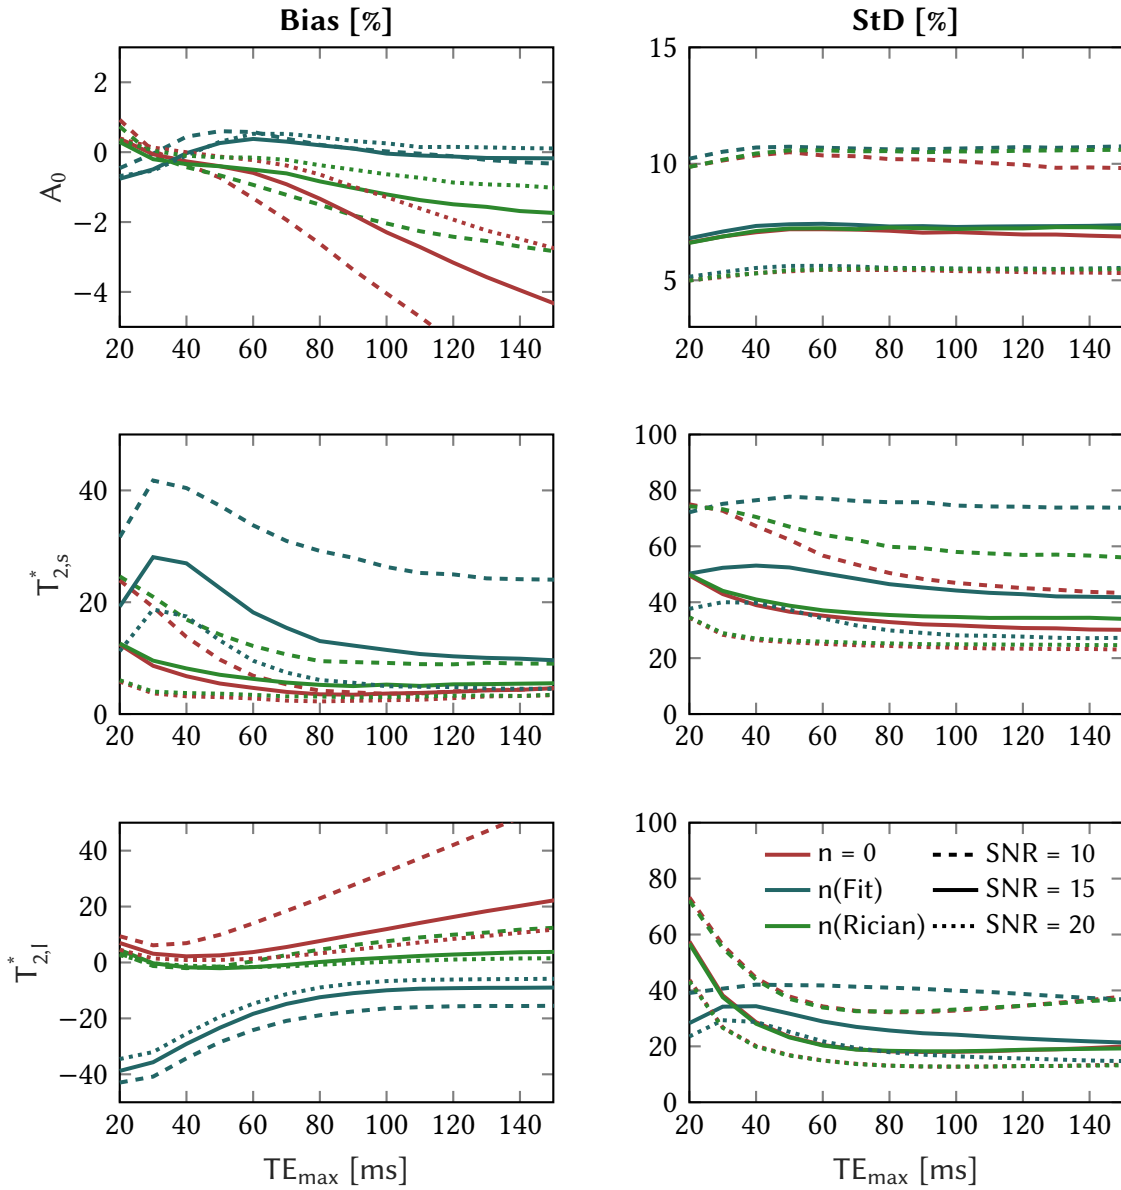 Bias [%]
StD [%]
A0
2
0
−2
−4
20 40 60 80 100 120 140
15
10
5
20 40 60 80 100 120 140
T*2,s
40
20
0
20 40 60 80 100 120 140
100
80
60
40
20
0
20 40 60 80 100 120 140
T*2,l
40
20
0
−20
−40
20 40 60 80 100 120 140
TEmax [ms]
100
80
60
40
20
0
n = 0
SNR = 10
n(Fit)
SNR = 15
n(Rician)
SNR = 20
20 40 60 80 100 120 140
TEmax [ms]